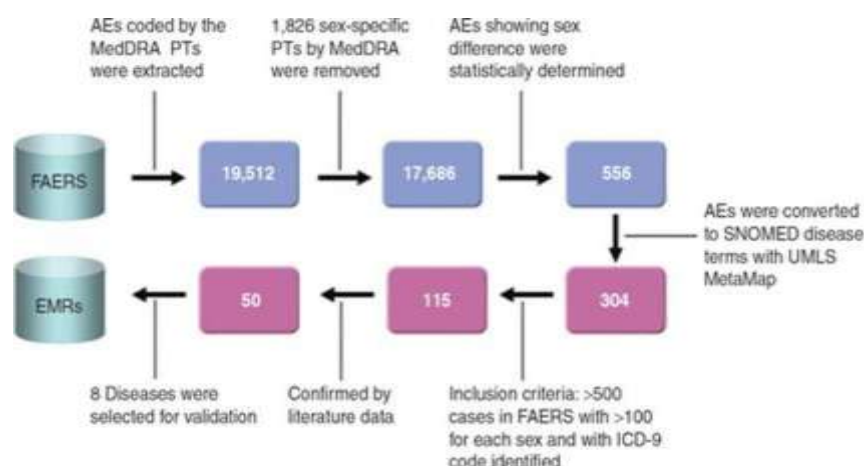 AEs coded by the
MedDRA PTs
were extracted
1,826 sex-specific
PTs by MedDRA
were removed
AEs showing sex
difference were
statistically determined
FAERS
19,512
17,686
556
AEs were converted
to SNOMED disease
terms with UMLS
MetaMap
EMRs
50
115
304
8 Diseases were
selected for validation
Confirmed by
literature data
Inclusion criteria: >500
cases in FAERS with >100
for each sex and with ICD-9
code identified